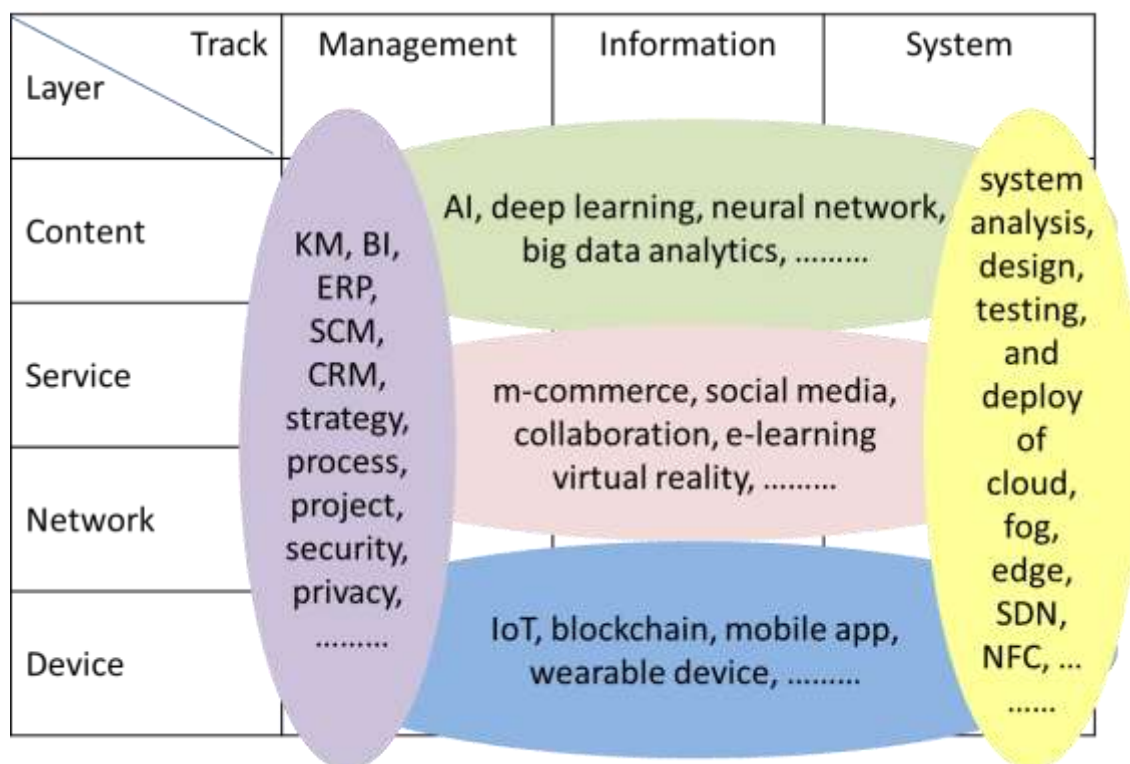 Track
Management
Information
System
Layer
Content
Service
Network
Device
KM, BI,
ERP,
SCM,
CRM,
strategy,
process,
project,
security,
privacy,
………
AI, deep learning, neural network,
big data analytics, ………
m-commerce, social media,
collaboration, e-learning
virtual reality, ………
IoT, blockchain, mobile app,
wearable device, ………
system
analysis,
design,
testing,
and
deploy
of
cloud,
fog,
edge,
SDN,
NFC, …
……